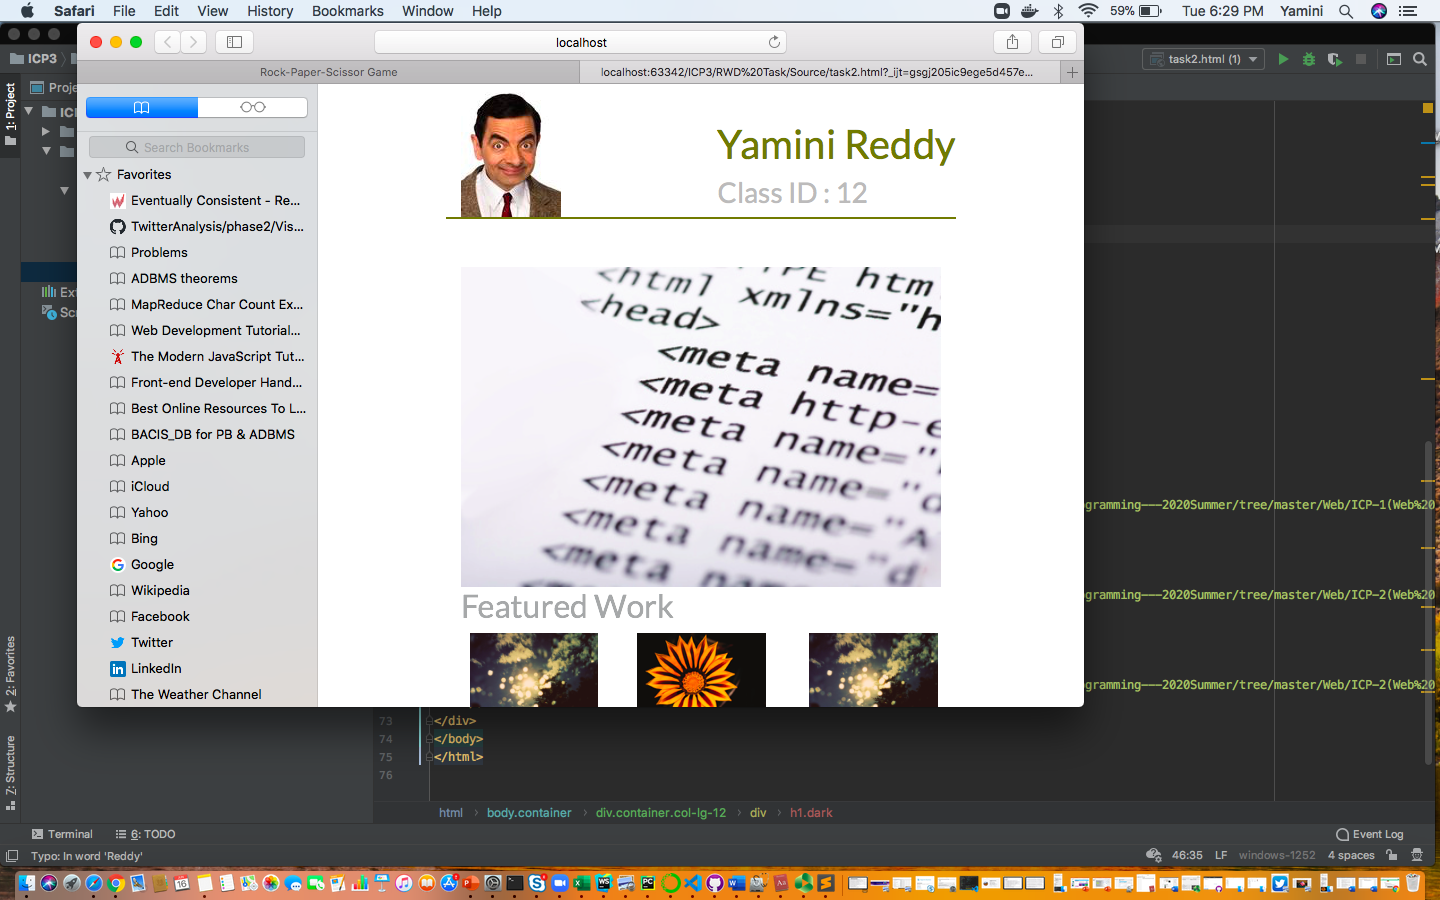 Safari File Edit View History Bookmarks Window Help 59% Tue 6:29 PM Yamini
ICP3
task2.html (1)
localhost
Rock-Paper-Scissor Game
localhost:63342/ICP3/RWD%20Task/Source/task2.html?_ijt=gsgj205ic9ege5d457e...
1: Project
Proje
ICP
Search Bookmarks
Favorites
Eventually Consistent - Re...
TwitterAnalysis/phase2/Vis...
Problems
ADBMS theorems
MapReduce Char Count Ex...
Web Development Tutorial...
The Modern JavaScript Tut...
Front-end Developer Hand...
Best Online Resources To L...
BACIS_DB for PB & ADBMS
Apple
iCloud
Yahoo
Bing
Google
Wikipedia
Facebook
Twitter
LinkedIn
The Weather Channel
Ext
Scr
Yamini Reddy
Class ID : 12
<html
xmlns="h
<head>
<meta name=
<meta http-e
<meta name="
<meta name="d
<meta name="A
<meta name="d
<meta name=
Featured Work
gramming---2020Summer/tree/master/Web/ICP-1(Web%20
gramming---2020Summer/tree/master/Web/ICP-2(Web%20
gramming---2020Summer/tree/master/Web/ICP-2(Web%20
2: Favorites
Z: Structure
73 </div>
74 </body>
75 </html>
76
html body.container div.container.col-lg-12 div h1.dark
Terminal 6: TODO Event Log
Typo: In word 'Reddy' 46:35 LF windows-1252 4 spaces